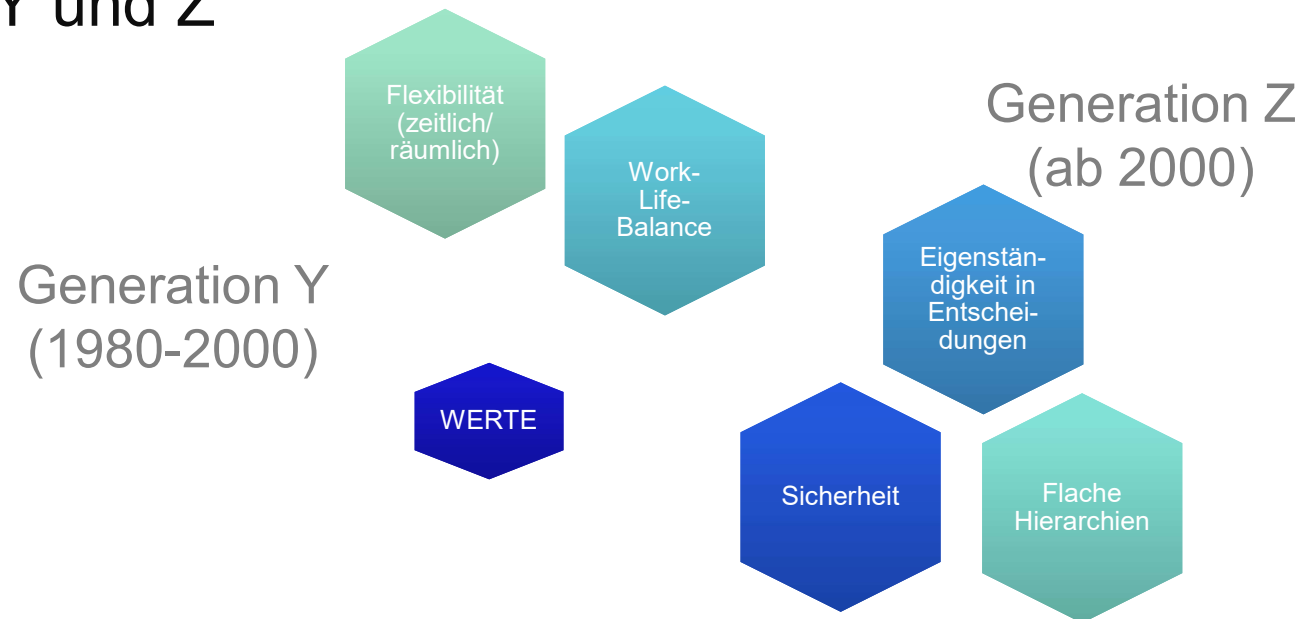 Y und Z
Flexibilität
(zeitlich/
räumlich)
Work-
Life-
Balance
Generation Z
(ab 2000)
Generation Y
(1980-2000)
Eigenstän-
digkeit in
Entschei-
dungen
WERTE
Sicherheit
Flache
Hierarchien